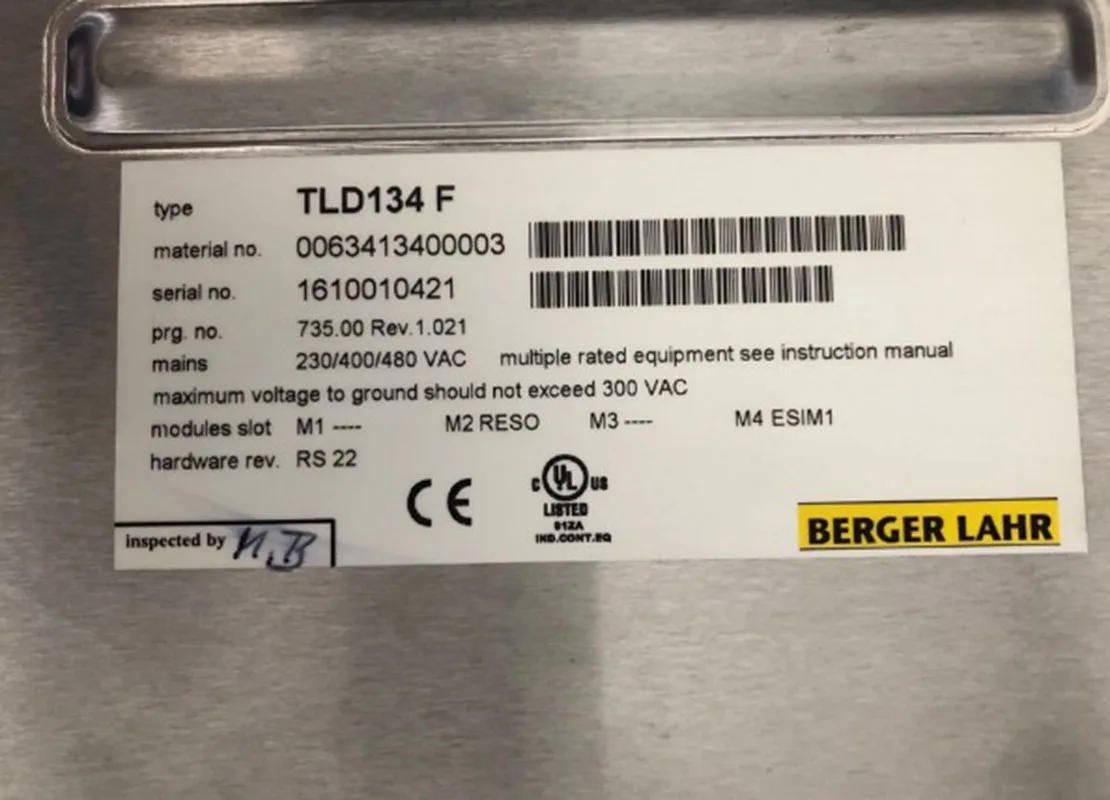 type TLD134 F
material no. 0063413400003
serial no. 1610010421
prg. no. 735.00 Rev.1.021
mains 230/400/480 VAC multiple rated equipment see instruction manual
maximum voltage to ground should not exceed 300 VAC
modules slot M1 ---- M2 RESO M3 ---- M4 ESIM1
hardware rev. RS 22
CE
C UL US
LISTED
91ZA
IND.CONT.EQ
BERGER LAHR
inspected by M.B